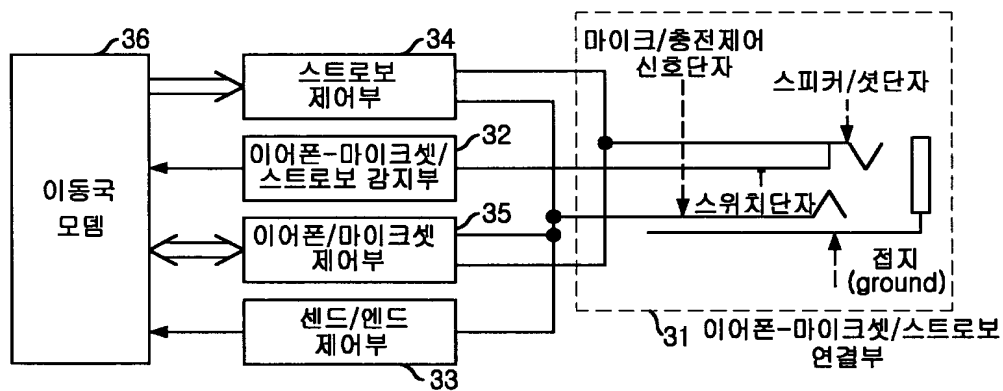 36
이동국
모뎀
34
스트로보
제어부
32
이어폰-마이크셋/
스트로보 감지부
35
이어폰/마이크셋
제어부
센드/엔드
제어부
33
마이크/충전제어
신호단자
스피커/셧단자
스위치단자
접지
(ground)
31 이어폰-마이크셋/스트로보
연결부